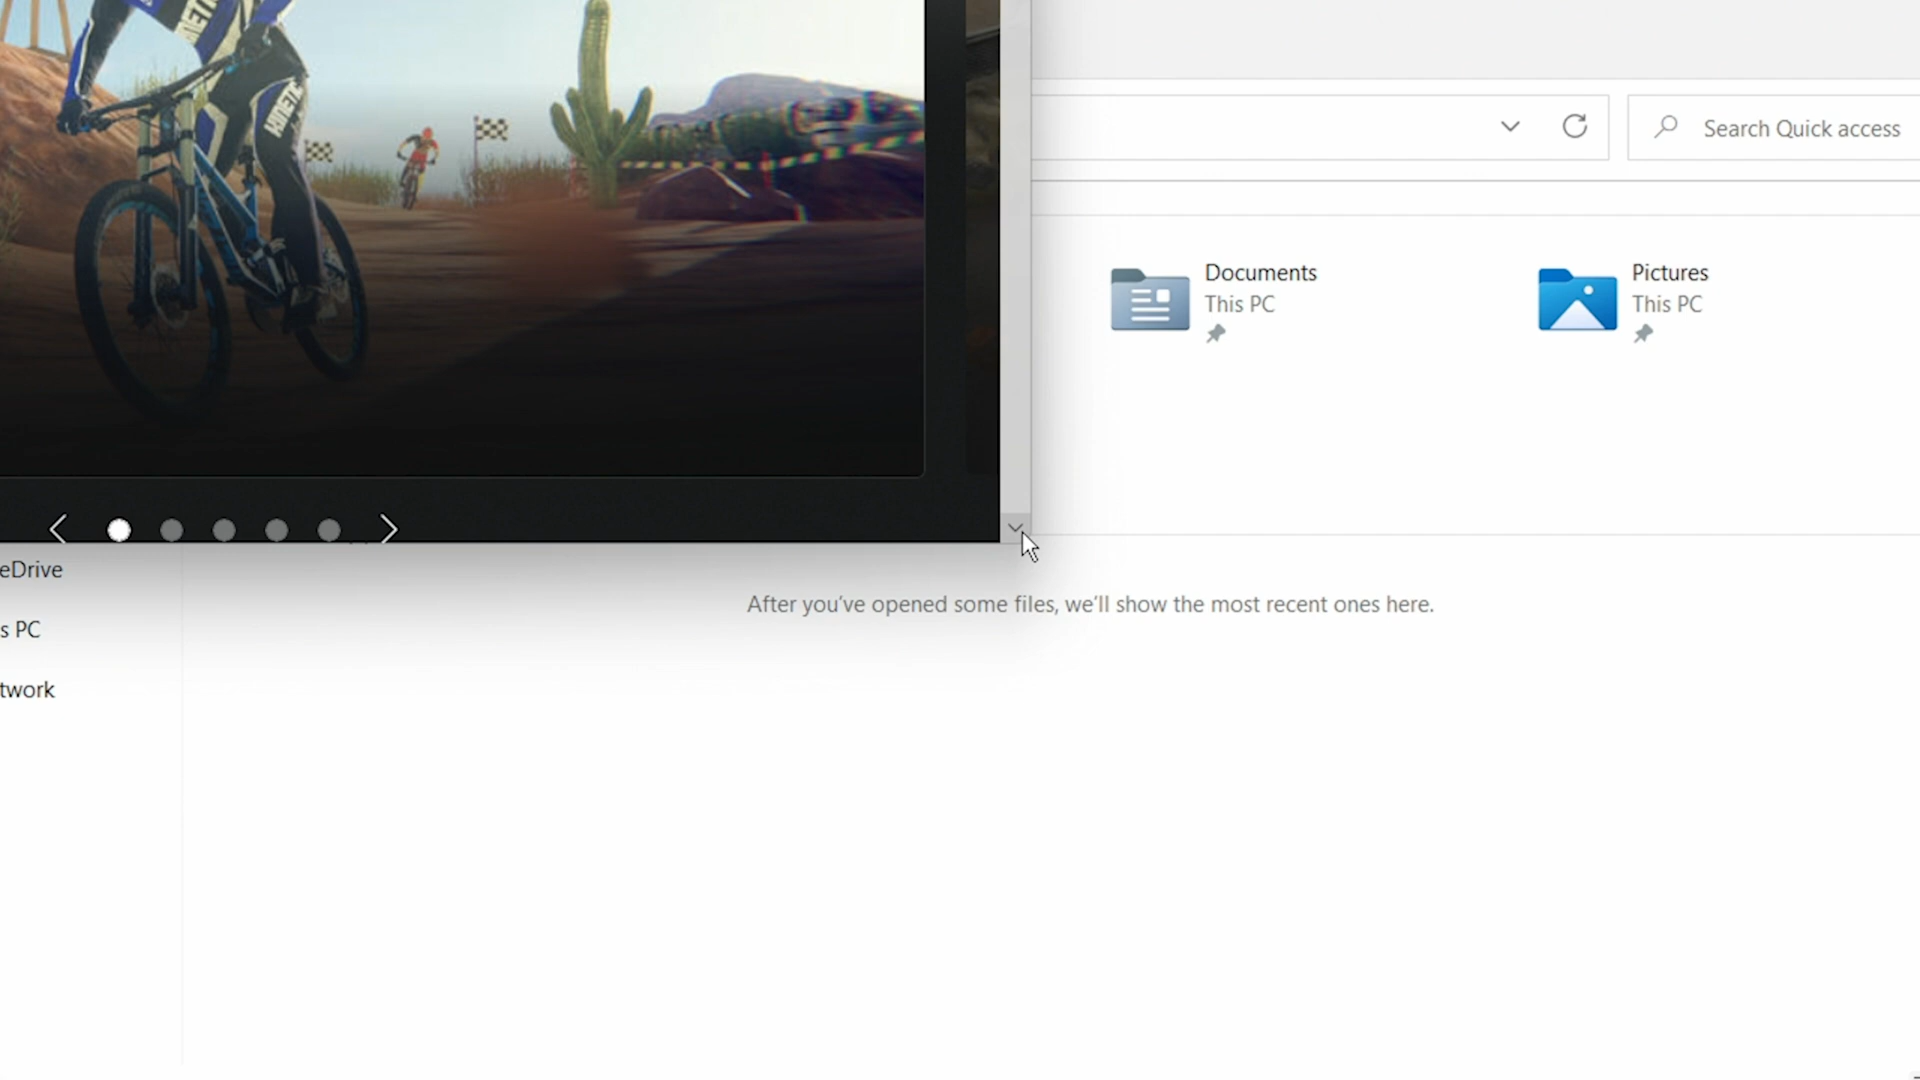 KINETIC
Search Quick access
Documents
This PC
Pictures
This PC
eDrive
After you've opened some files, we'll show the most recent ones here.
s PC
twork